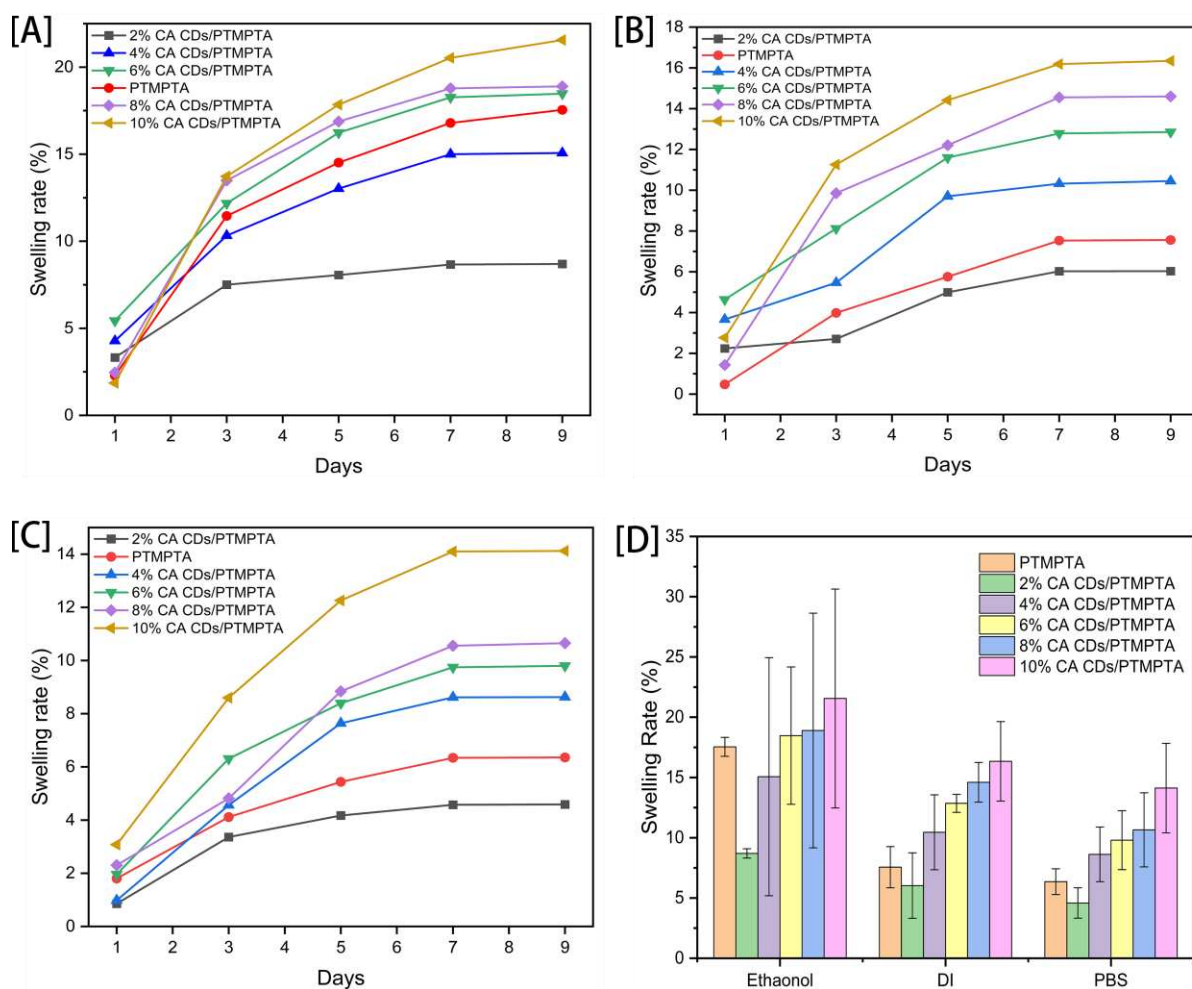 [A]
2% CA CDs/PTMPTA
4% CA CDs/PTMPTA
6% CA CDs/PTMPTA
PTMPTA
8% CA CDs/PTMPTA
10% CA CDs/PTMPTA
Swelling rate (%)
20
15
10
5
0
1 2 3 4 5 6 7 8 9
Days
[B]
2% CA CDs/PTMPTA
PTMPTA
4% CA CDs/PTMPTA
6% CA CDs/PTMPTA
8% CA CDs/PTMPTA
10% CA CDs/PTMPTA
Swelling rate (%)
18
16
14
12
10
8
6
4
2
0
1 2 3 4 5 6 7 8 9
Days
[C]
2% CA CDs/PTMPTA
PTMPTA
4% CA CDs/PTMPTA
6% CA CDs/PTMPTA
8% CA CDs/PTMPTA
10% CA CDs/PTMPTA
Swelling rate (%)
14
12
10
8
6
4
2
0
1 2 3 4 5 6 7 8 9
Days
[D]
PTMPTA
2% CA CDs/PTMPTA
4% CA CDs/PTMPTA
6% CA CDs/PTMPTA
8% CA CDs/PTMPTA
10% CA CDs/PTMPTA
Swelling Rate (%)
35
30
25
20
15
10
5
0
Ethaonol DI PBS